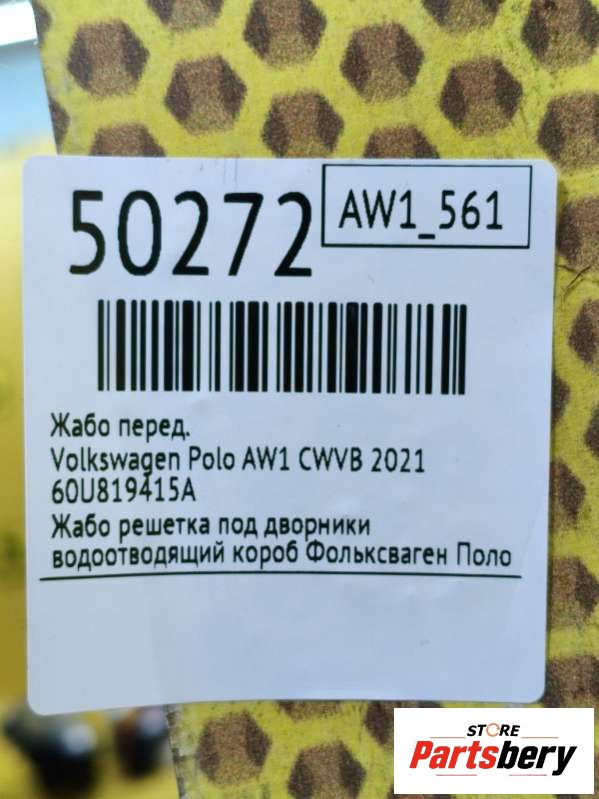 50272
AW1_561
Жабо перед.
Volkswagen Polo AW1 CWVB 2021
60U819415A
Жабо решетка под дворники
водоотводящий короб Фольксваген Поло
STORE
Partsbery